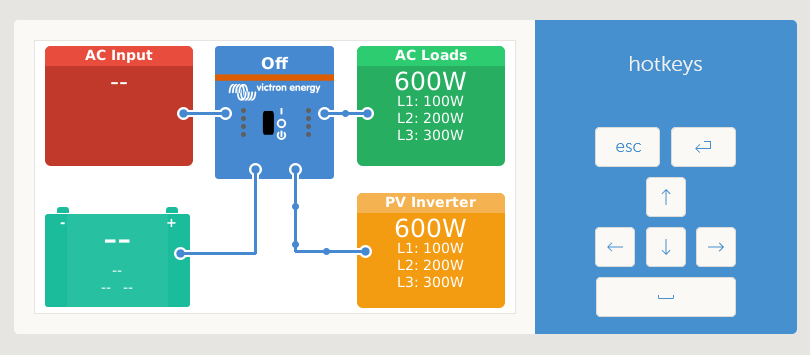 AC Input
--
Off
victron energy
AC Loads
600W
L1: 100W
L2: 200W
L3: 300W
- +
--
--
-- --
PV Inverter
600W
L1: 100W
L2: 200W
L3: 300W
hotkeys
esc